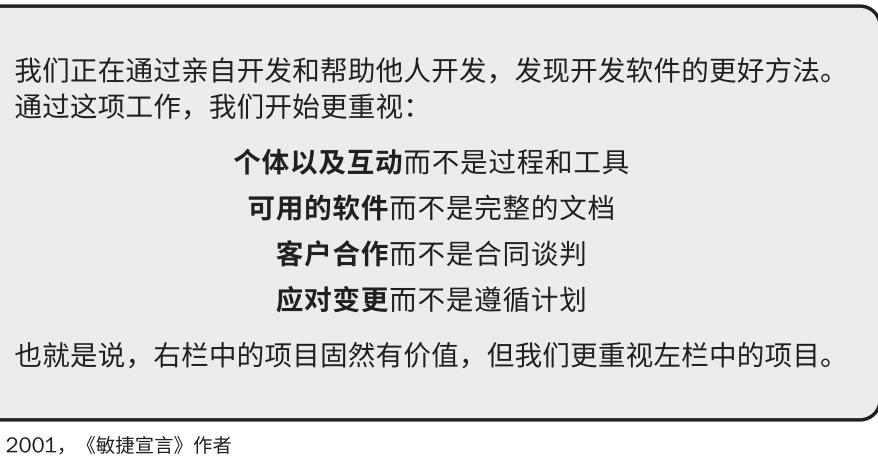 我们正在通过亲自开发和帮助他人开发，发现开发软件的更好方法。
通过这项工作，我们开始更重视：
个体以及互动而不是过程和工具
可用的软件而不是完整的文档
客户合作而不是合同谈判
应对变更而不是遵循计划
也就是说，右栏中的项目固然有价值，但我们更重视左栏中的项目。
2001，《敏捷宣言》作者